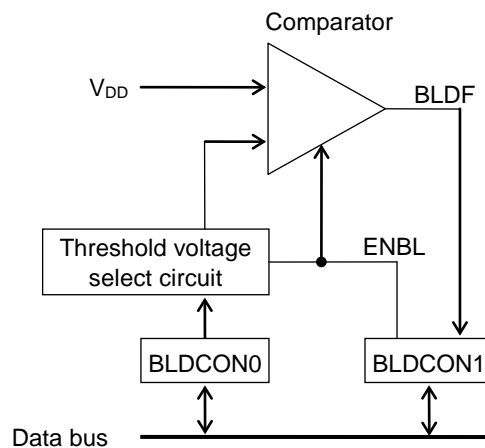 Comparator
VDD
BLDF
Threshold voltage
select circuit
ENBL
BLDCON0
BLDCON1
Data bus